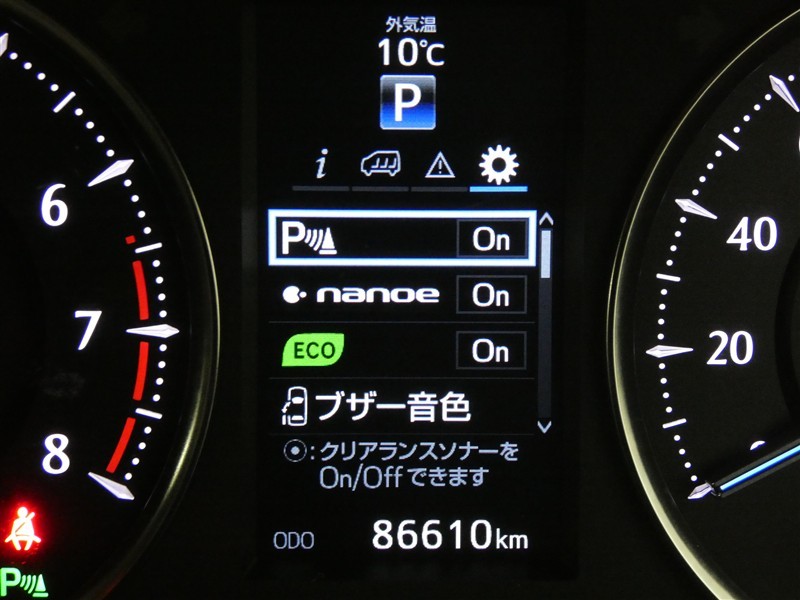 外気温
10℃
P
i
P On
nanoe On
ECO On
ブザー音色
:クリアランスソナーを
On/Offできます
ODO 86610km
6
7
8
40
20
P